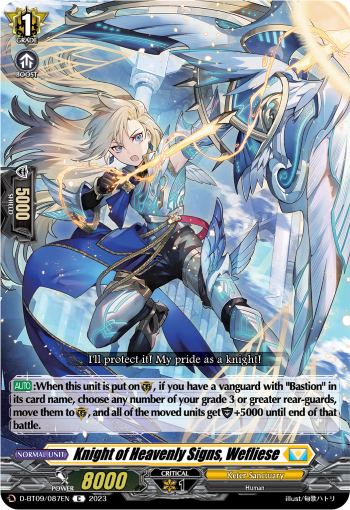 1
GRADE
BOOST
5000
SHIELD
I'll protect it! My pride as a knight!
AUTO:When this unit is put on , if you have a vanguard with "Bastion" in
its card name, choose any number of your grade 3 or greater rear-guards,
move them to , and all of the moved units get +5000 until end of that
battle.
NORMAL UNIT
Knight of Heavenly Signs, Wefliese
POWER
8000
CRITICAL
1
Keter Sanctuary
Human
D-BT09/087EN C 2023
illust/匈歌ハトリ